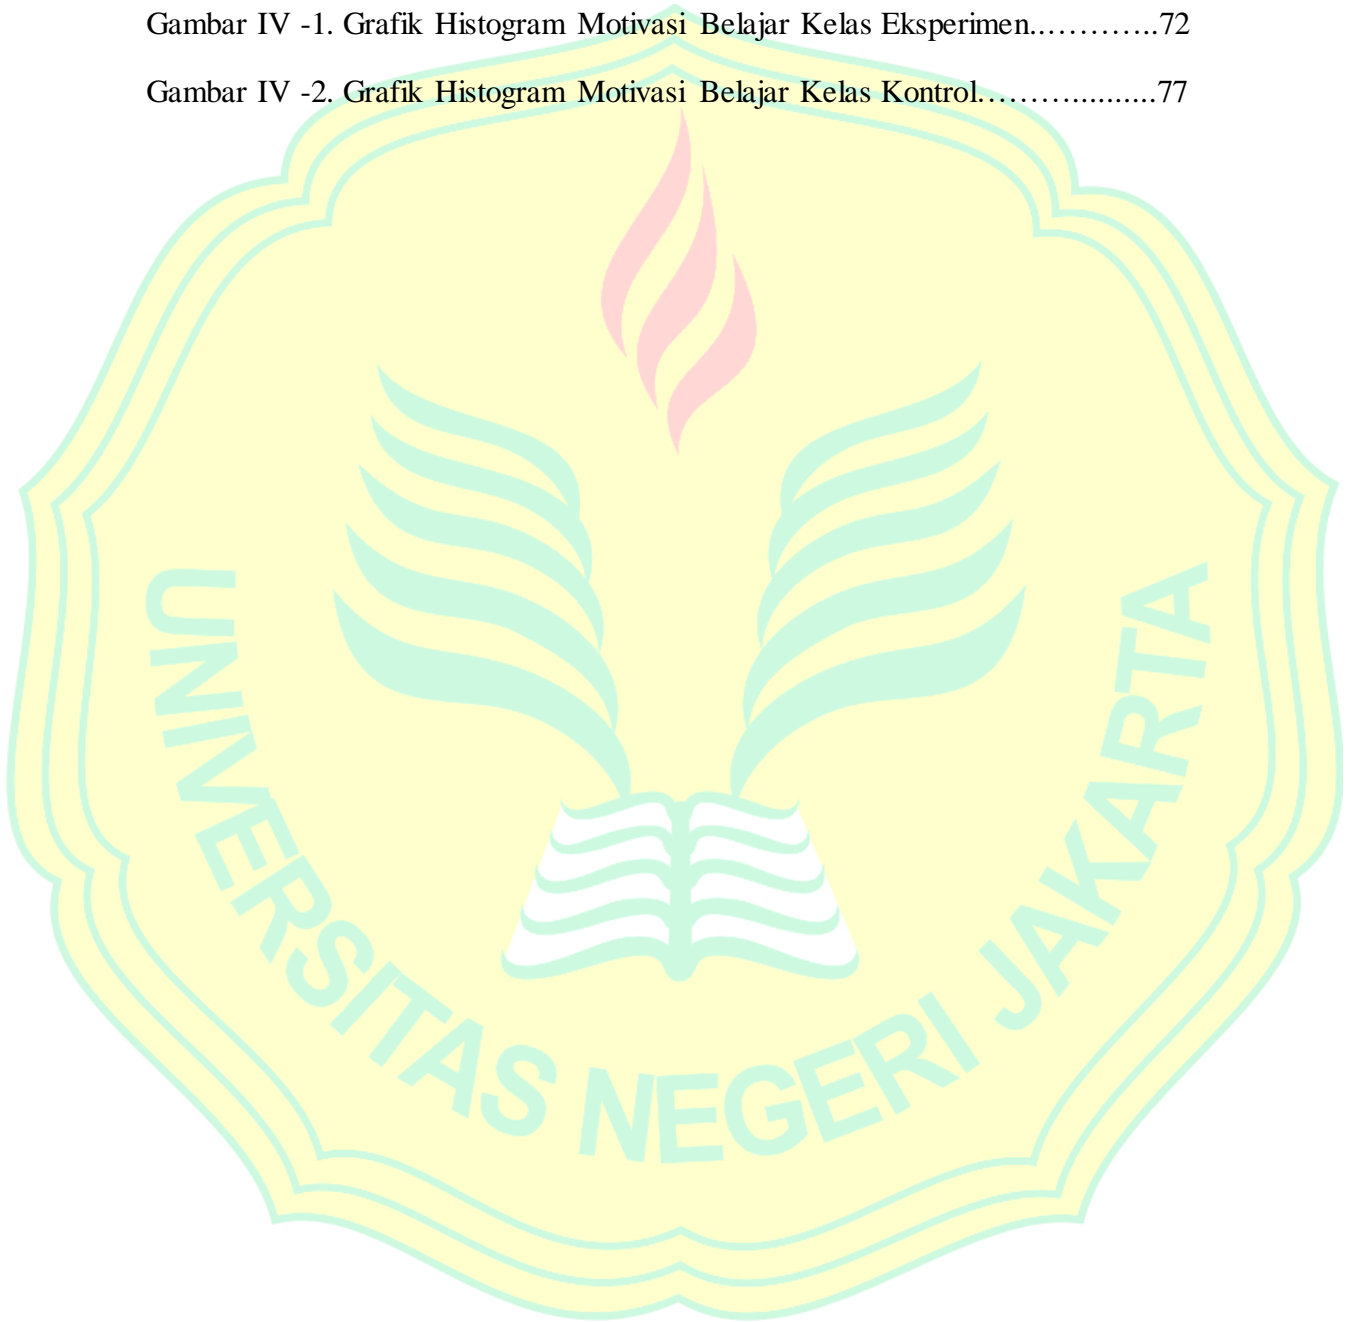 Gambar IV -1. Grafik Histogram Motivasi Belajar Kelas Eksperimen..………..72
Gambar IV -2. Grafik Histogram Motivasi Belajar Kelas Kontrol………...........77
UNIVERSITAS NEGERI JAKARTA